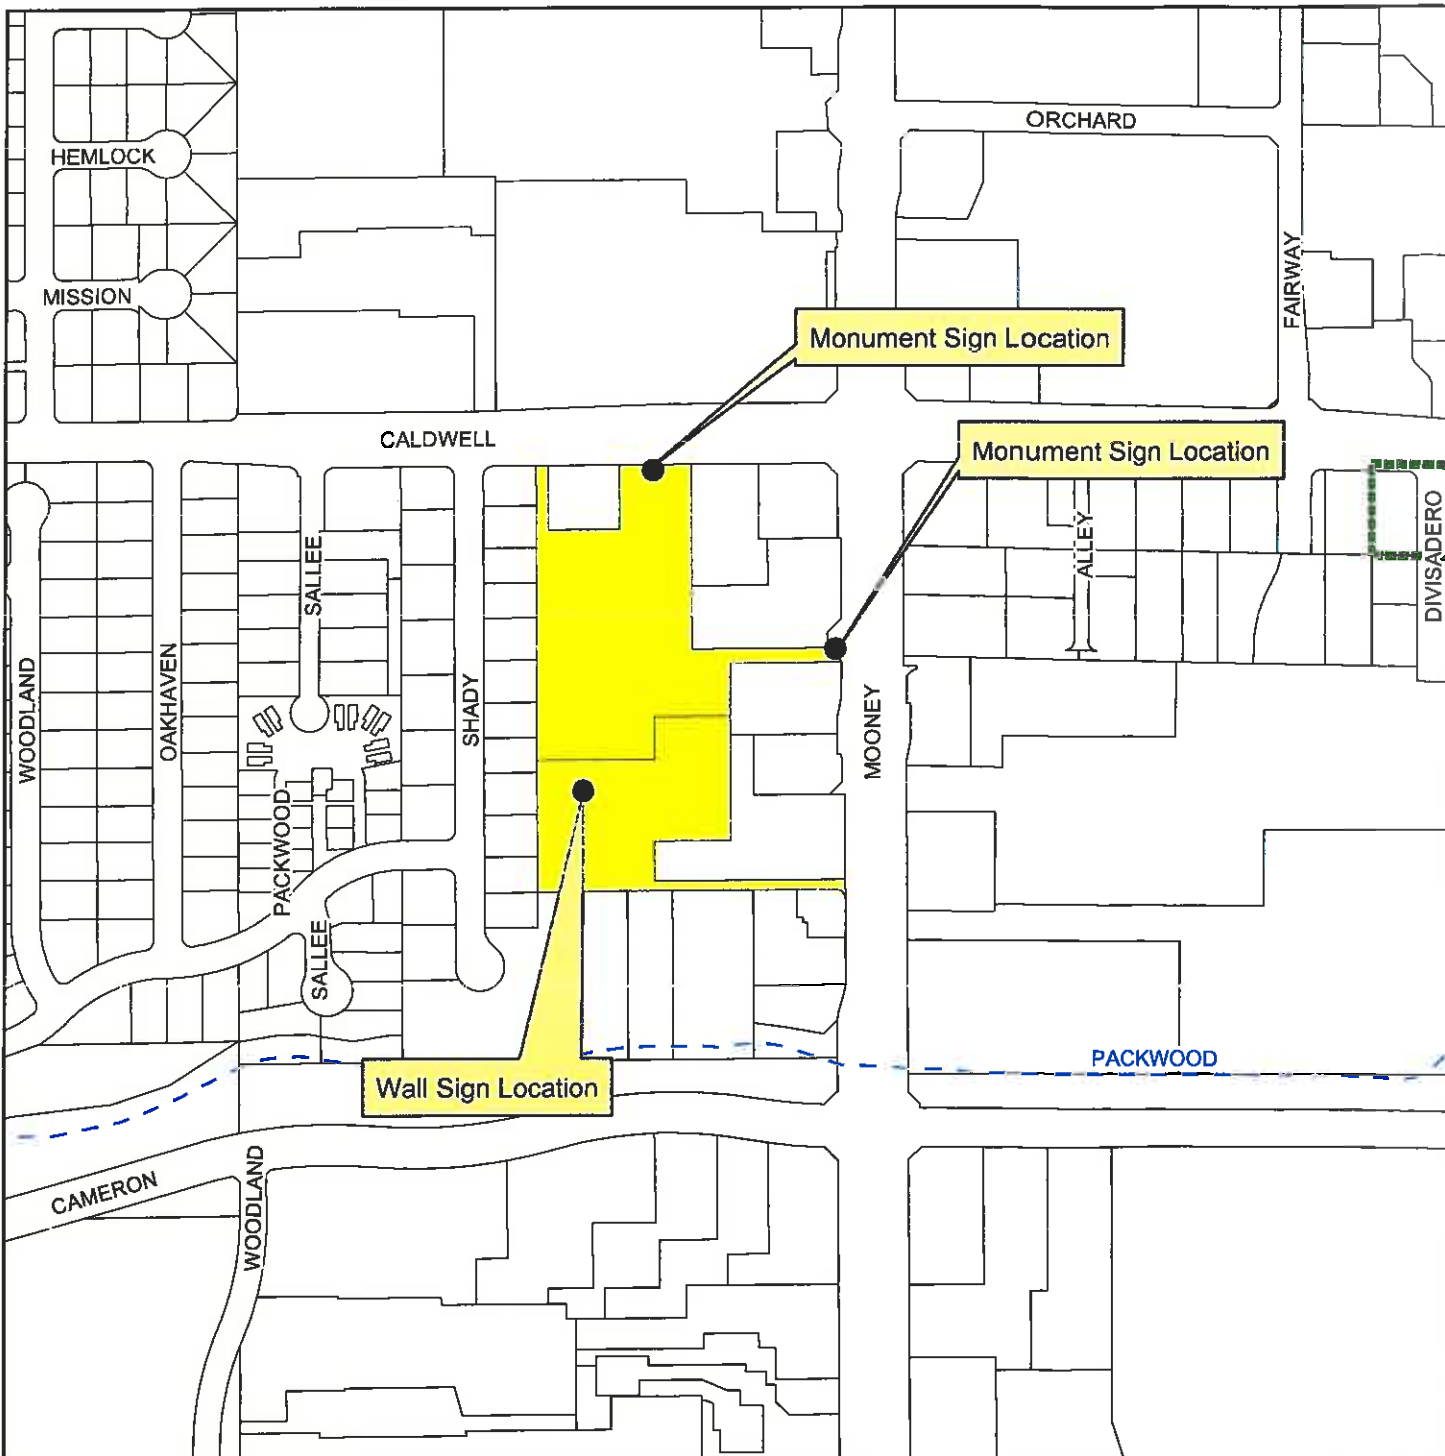 ORCHARD
HEMLOCK
FAIRWAY
MISSION
Monument Sign Location
CALDWELL
Monument Sign Location
SALLEE
ALLEY
DIVISADERO
WOODLAND
OAKHAVEN
SHADY
MOONEY
PACKWOOD
SALLEE
PACKWOOD
Wall Sign Location
CAMERON
WOODLAND